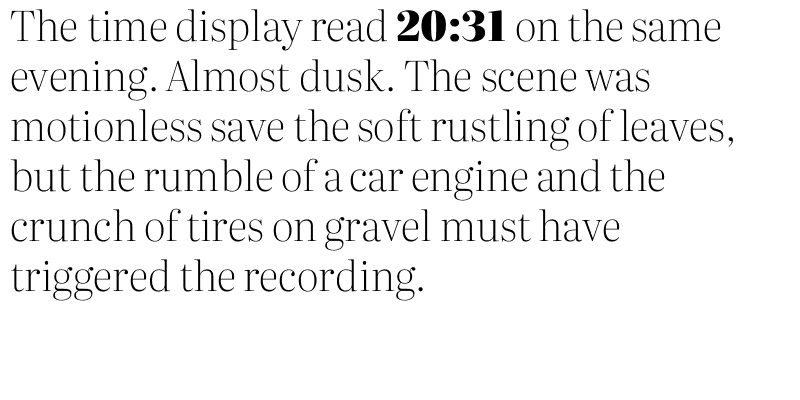 The time display read 20:31 on the same
evening. Almost dusk. The scene was
motionless save the soft rustling of leaves,
but the rumble of a car engine and the
crunch of tires on gravel must have
triggered the recording.